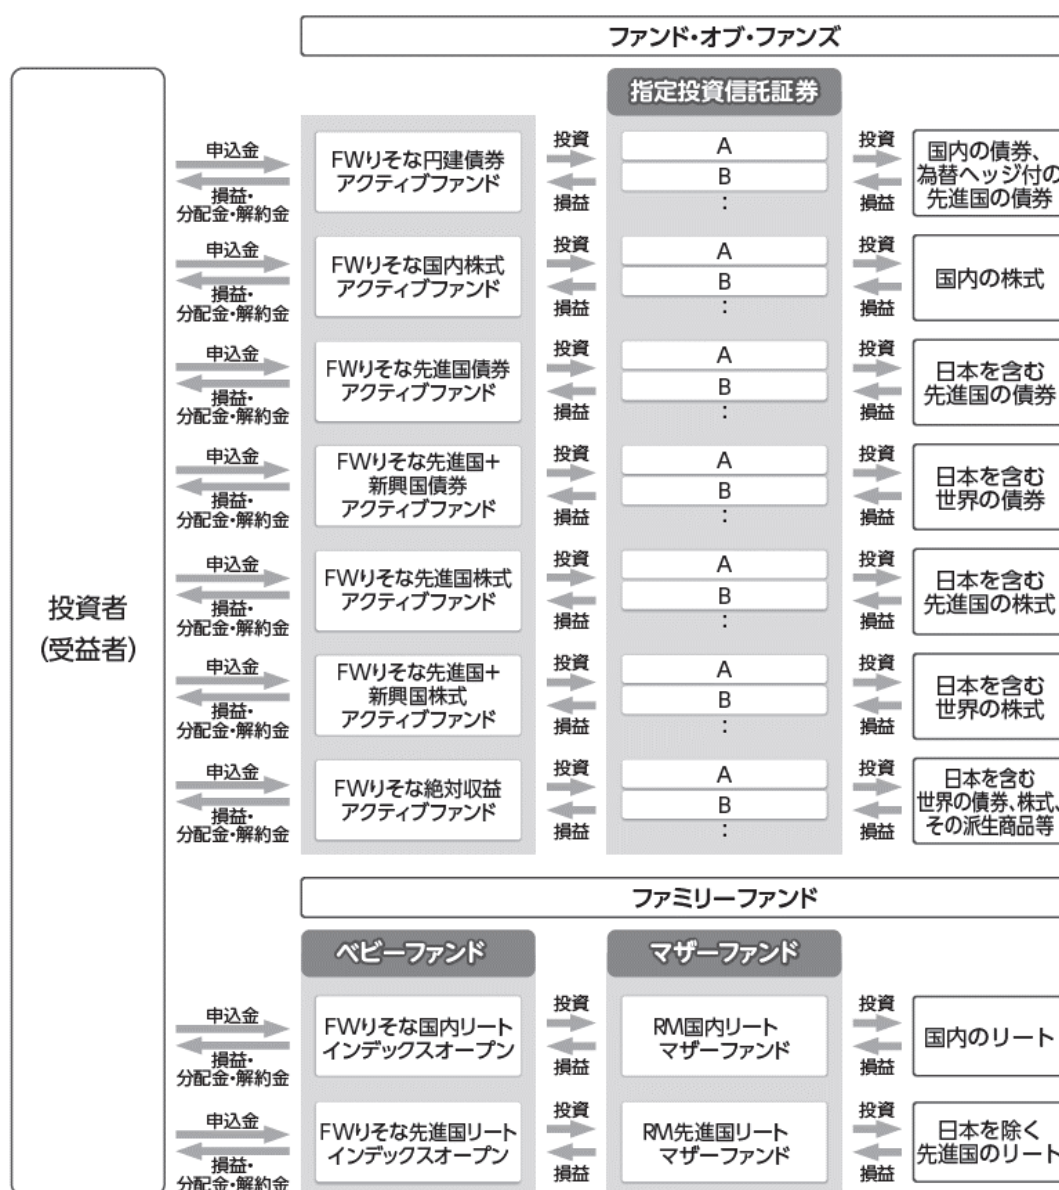 ファンド・オブ・ファンズ
指定投資信託証券
投資者
(受益者)
申込金
損益・
分配金・解約金
FWりそな円建債券
アクティブファンド
投資
損益
A
B
:
投資
損益
国内の債券、
為替ヘッジ付の
先進国の債券
申込金
損益・
分配金・解約金
FWりそな国内株式
アクティブファンド
投資
損益
A
B
:
投資
損益
国内の株式
申込金
損益・
分配金・解約金
FWりそな先進国債券
アクティブファンド
投資
損益
A
B
:
投資
損益
日本を含む
先進国の債券
申込金
損益・
分配金・解約金
FWりそな先進国+
新興国債券
アクティブファンド
投資
損益
A
B
:
投資
損益
日本を含む
世界の債券
申込金
損益・
分配金・解約金
FWりそな先進国株式
アクティブファンド
投資
損益
A
B
:
投資
損益
日本を含む
先進国の株式
申込金
損益・
分配金・解約金
FWりそな先進国+
新興国株式
アクティブファンド
投資
損益
A
B
:
投資
損益
日本を含む
世界の株式
申込金
損益・
分配金・解約金
FWりそな絶対収益
アクティブファンド
投資
損益
A
B
:
投資
損益
日本を含む
世界の債券、株式、
その派生商品等
ファミリーファンド
ベビーファンド
マザーファンド
申込金
損益・
分配金・解約金
FWりそな国内リート
インデックスオープン
投資
損益
RM国内リート
マザーファンド
投資
損益
国内のリート
申込金
損益・
分配金・解約金
FWりそな先進国リート
インデックスオープン
投資
損益
RM先進国リート
マザーファンド
投資
損益
日本を除く
先進国のリート